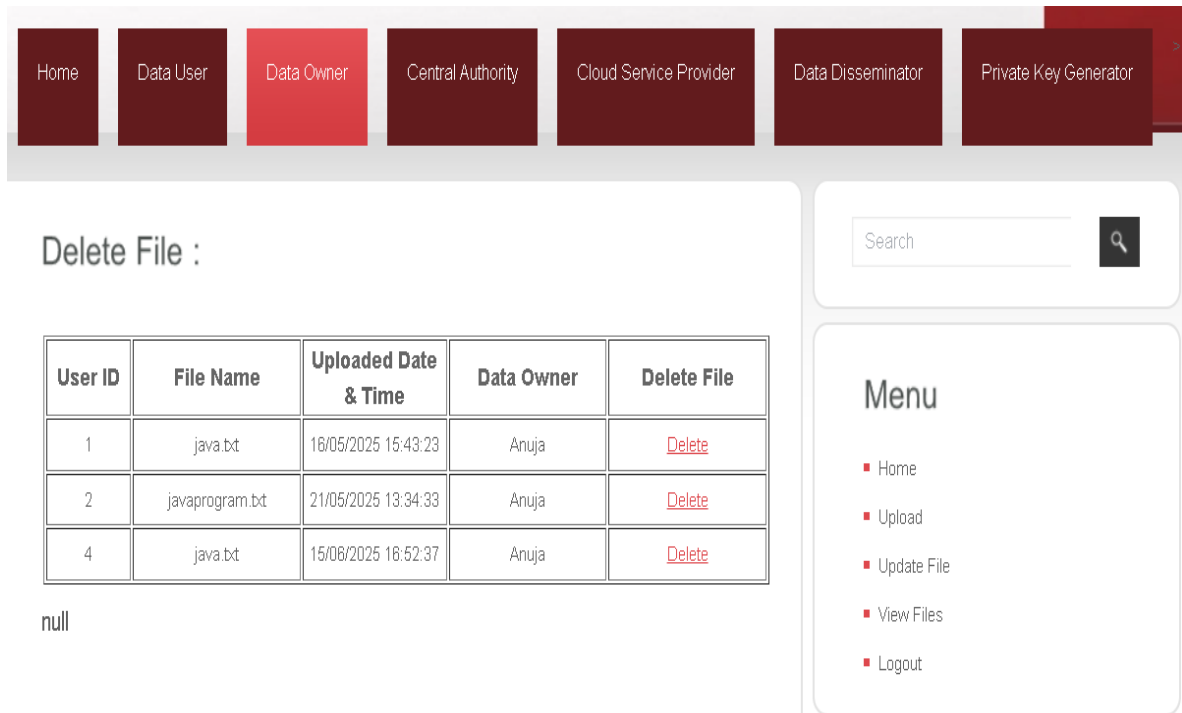 Home Data User Data Owner Central Authority Cloud Service Provider Data Disseminator Private Key Generator
>
Delete File :
User ID File Name Uploaded Date & Time Data Owner Delete File
1 java.txt 16/05/2025 15:43:23 Anuja Delete
2 javaprogram.txt 21/05/2025 13:34:33 Anuja Delete
4 java.txt 15/06/2025 16:52:37 Anuja Delete
null
Search
Menu
Home
Upload
Update File
View Files
Logout